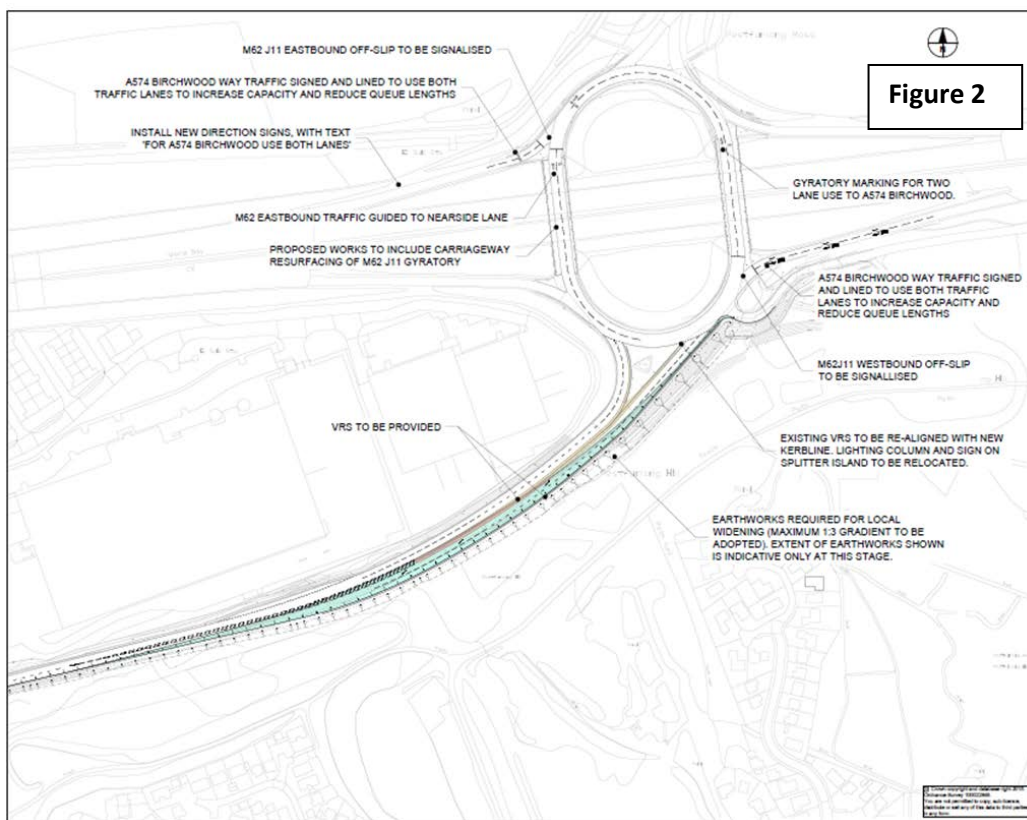 Figure 2
N
M62 J11 EASTBOUND OFF-SLIP TO BE SIGNALISED
A574 BIRCHWOOD WAY TRAFFIC SIGNED AND LINED TO USE BOTH
TRAFFIC LANES TO INCREASE CAPACITY AND REDUCE QUEUE LENGTHS
INSTALL NEW DIRECTION SIGNS, WITH TEXT
'FOR A574 BIRCHWOOD USE BOTH LANES'
M62 EASTBOUND TRAFFIC GUIDED TO NEARSIDE LANE
PROPOSED WORKS TO INCLUDE CARRIAGEWAY
RESURFACING OF M62 J11 GYRATORY
GYRATORY MARKING FOR TWO
LANE USE TO A574 BIRCHWOOD.
A574 BIRCHWOOD WAY TRAFFIC SIGNED
AND LINED TO USE BOTH TRAFFIC
LANES TO INCREASE CAPACITY AND
REDUCE QUEUE LENGTHS
M62J11 WESTBOUND OFF-SLIP
TO BE SIGNALLISED
VRS TO BE PROVIDED
EXISTING VRS TO BE RE-ALIGNED WITH NEW
KERBLINE. LIGHTING COLUMN AND SIGN ON
SPLITTER ISLAND TO BE RELOCATED.
EARTHWORKS REQUIRED FOR LOCAL
WIDENING (MAXIMUM 1:3 GRADIENT TO BE
ADOPTED). EXTENT OF EARTHWORKS SHOWN
IS INDICATIVE ONLY AT THIS STAGE.